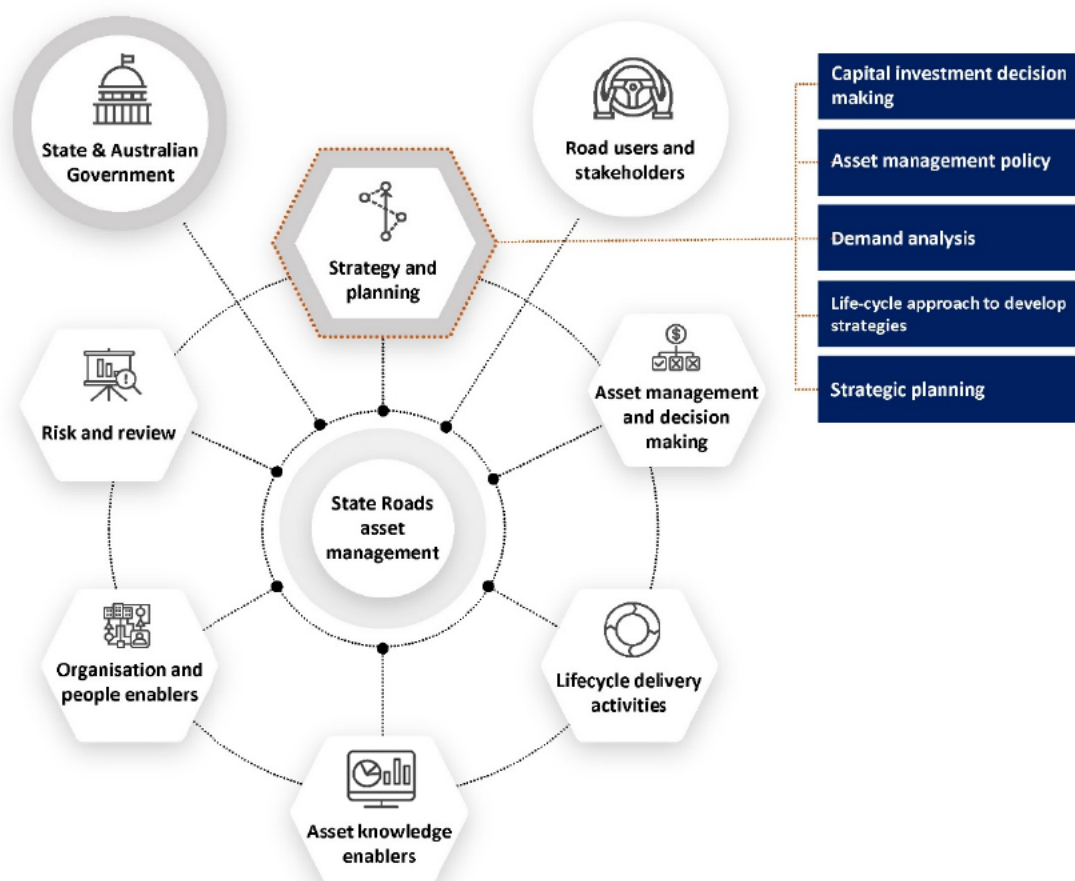 State & Australian
Government
Road users and
stakeholders
Strategy and
planning
Capital investment decision
making
Asset management policy
Demand analysis
Life-cycle approach to develop
strategies
Strategic planning
Risk and review
Asset management
and decision
making
State Roads
asset
management
Organisation and
people enablers
Lifecycle delivery
activities
Asset knowledge
enablers